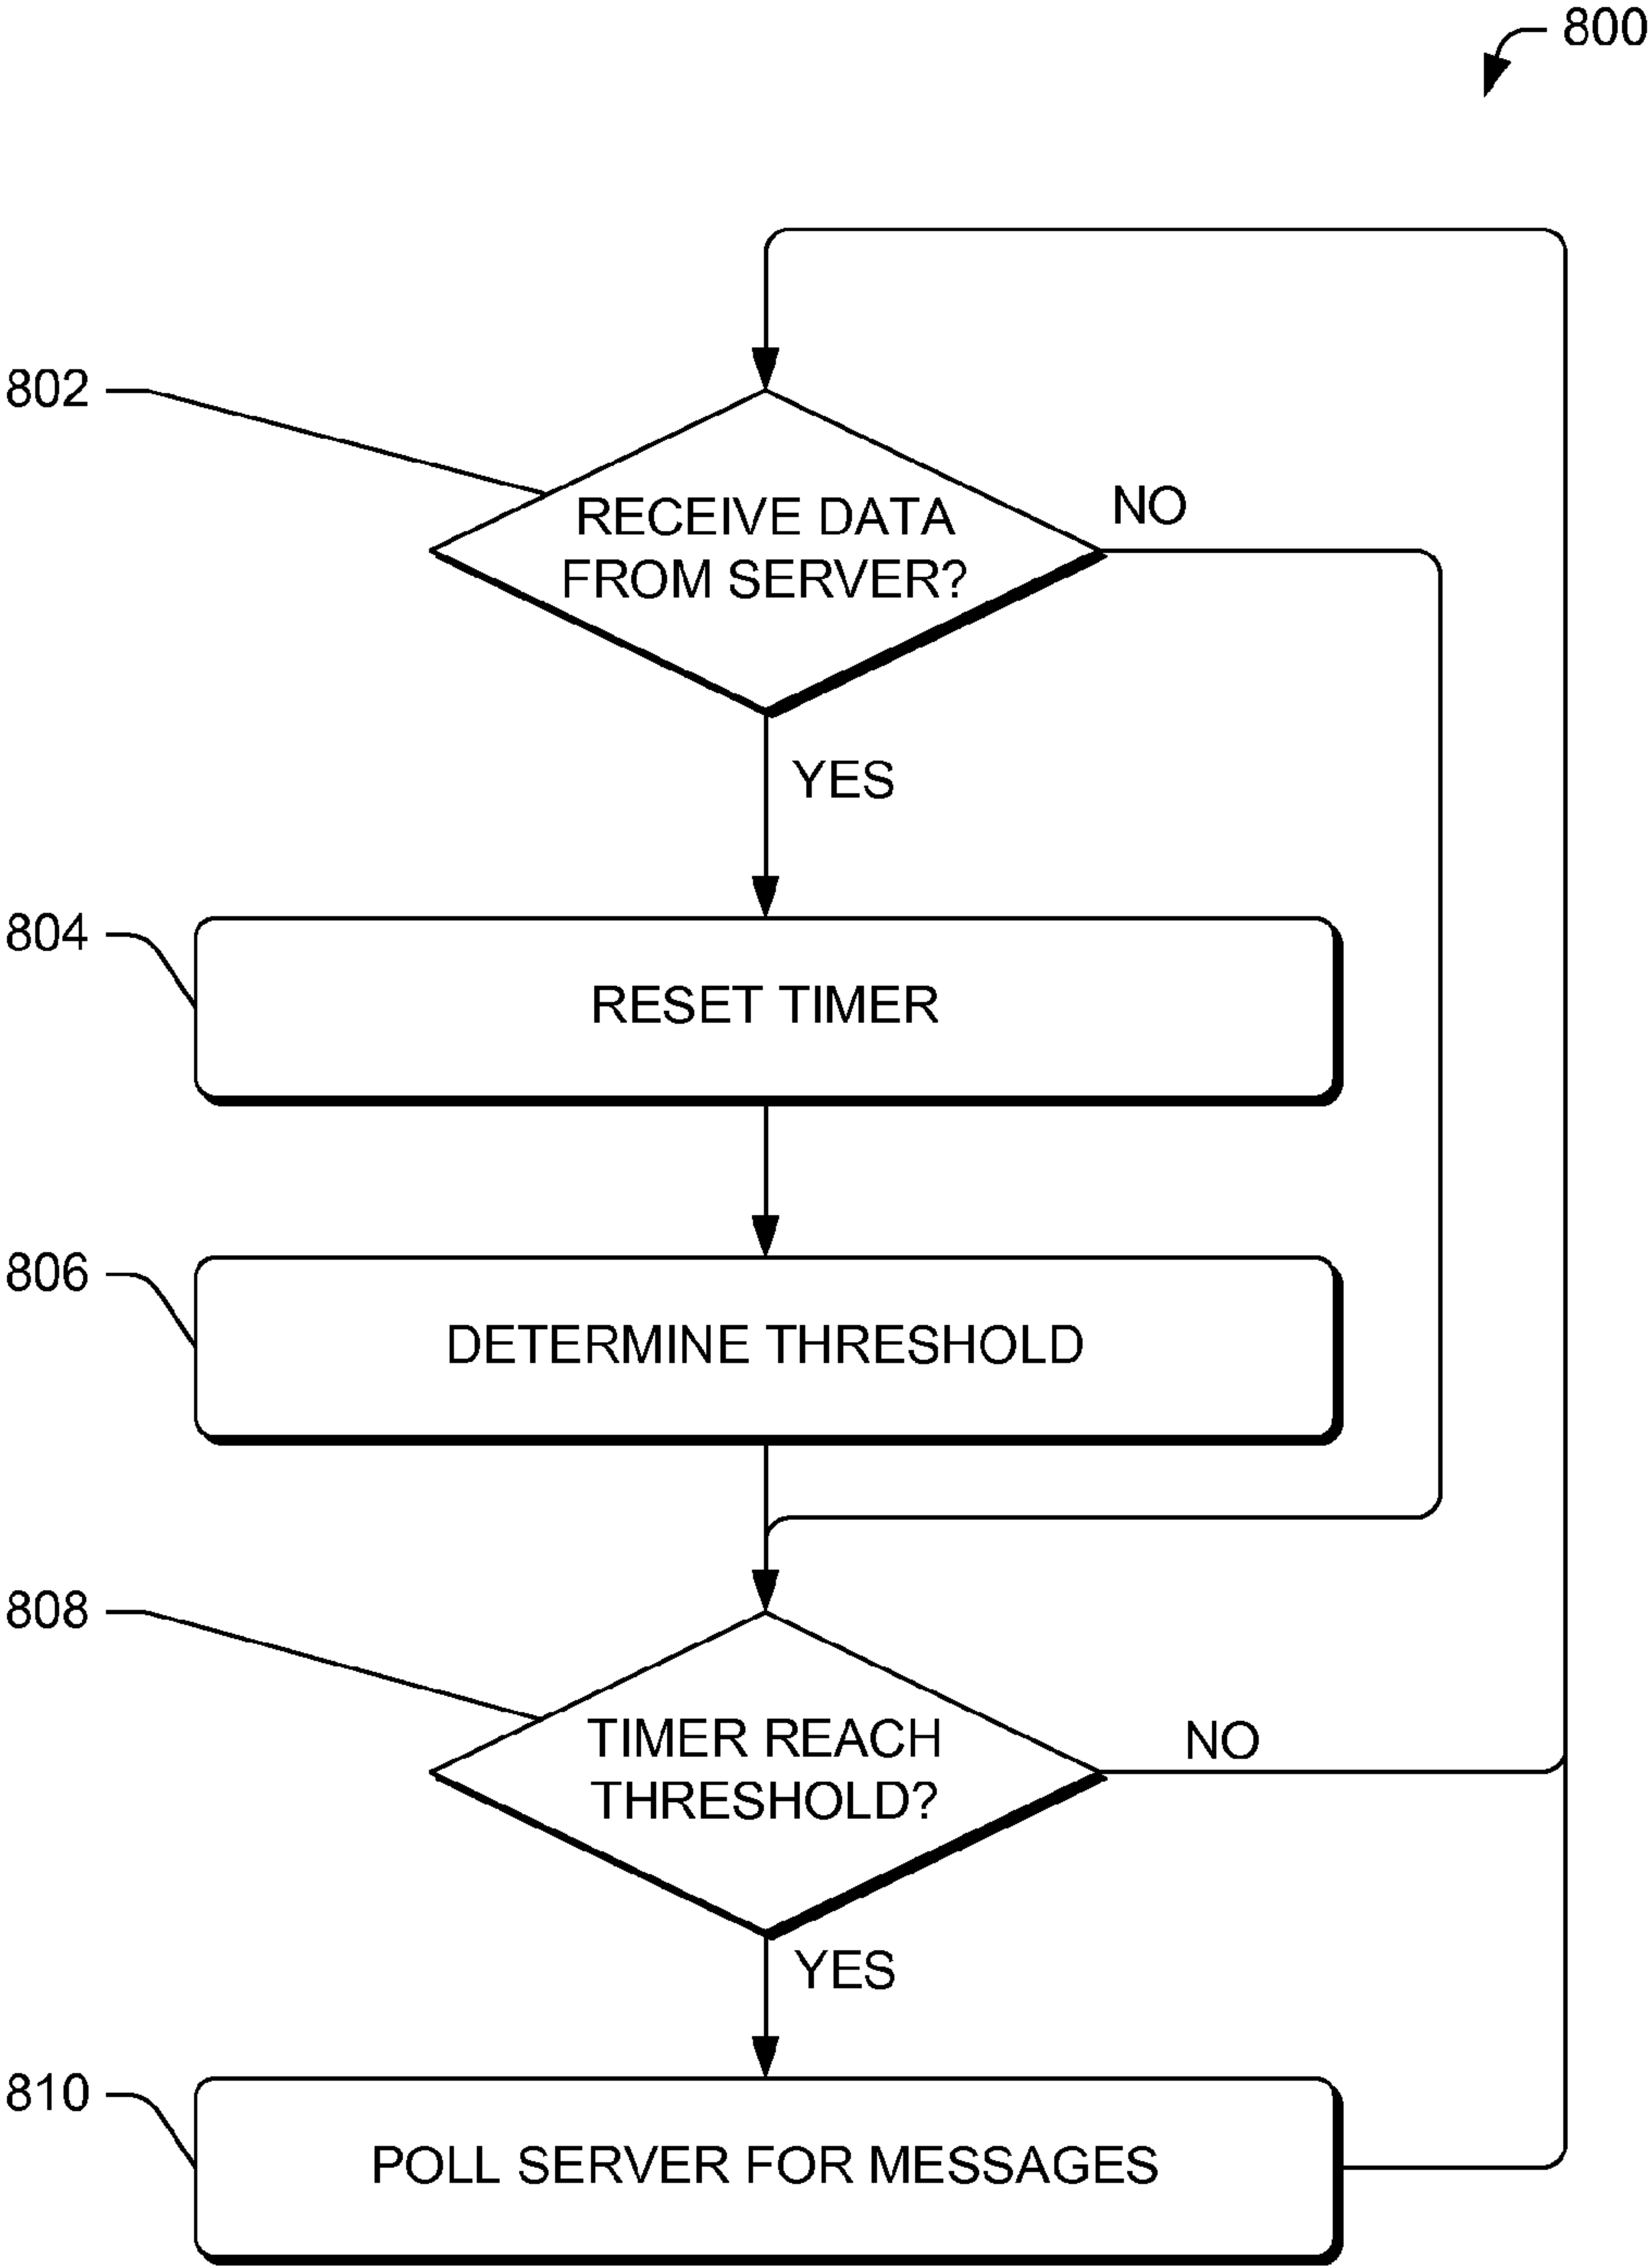 800
802
RECEIVE DATA
FROM SERVER?
NO
YES
804
RESET TIMER
806
DETERMINE THRESHOLD
808
TIMER REACH
THRESHOLD?
NO
YES
810
POLL SERVER FOR MESSAGES